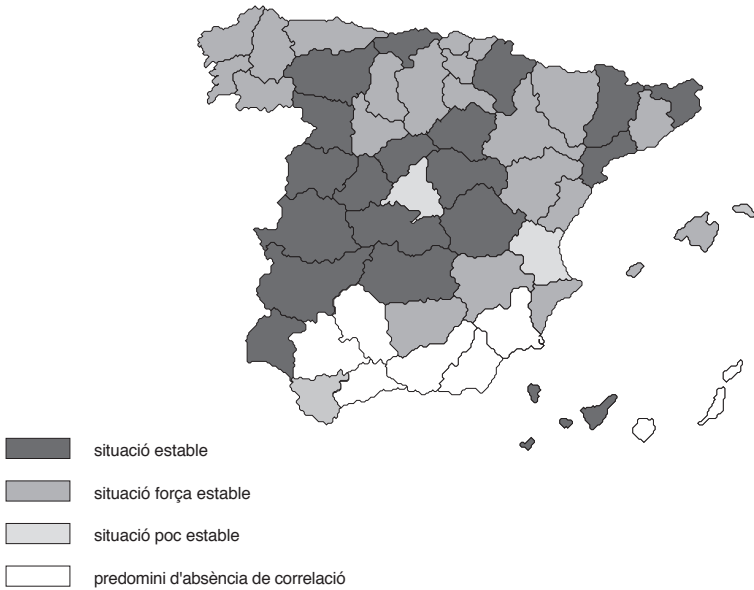 situació estable
situació força estable
situació poc estable
predomini d'absència de correlació